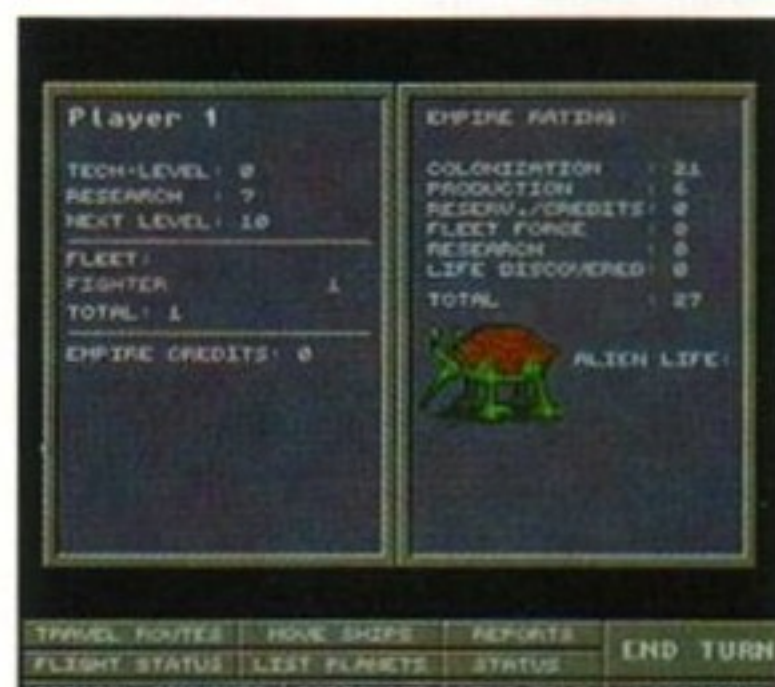 Player 1
TECH-LEVEL: 0
RESEARCH : 7
NEXT LEVEL: 10
FLEET:
FIGHTER 1
TOTAL: 1
EMPIRE CREDITS: 0
EMPIRE RATING:
COLONIZATION : 21
PRODUCTION : 6
RESERV./CREDITS: 0
FLEET FORCE : 0
RESEARCH : 0
LIFE DISCOVERED: 0
TOTAL : 27
ALIEN LIFE:
TRAVEL ROUTES MOVE SHIPS REPORTS
FLIGHT STATUS LIST PLANETS STATUS
END TURN